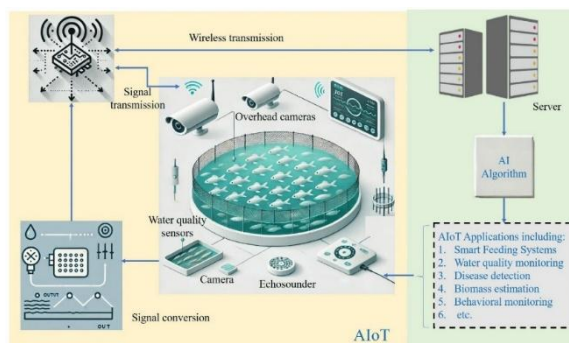 Wireless transmission
Signal
transmission
Overhead cameras
Server
AI
Algorithm
Water quality
sensors
Camera
Echosounder
Signal conversion
AIoT
AIoT Applications including:
1. Smart Feeding Systems
2. Water quality monitoring
3. Disease detection
4. Biomass estimation
5. Behavioral monitoring
6. etc.